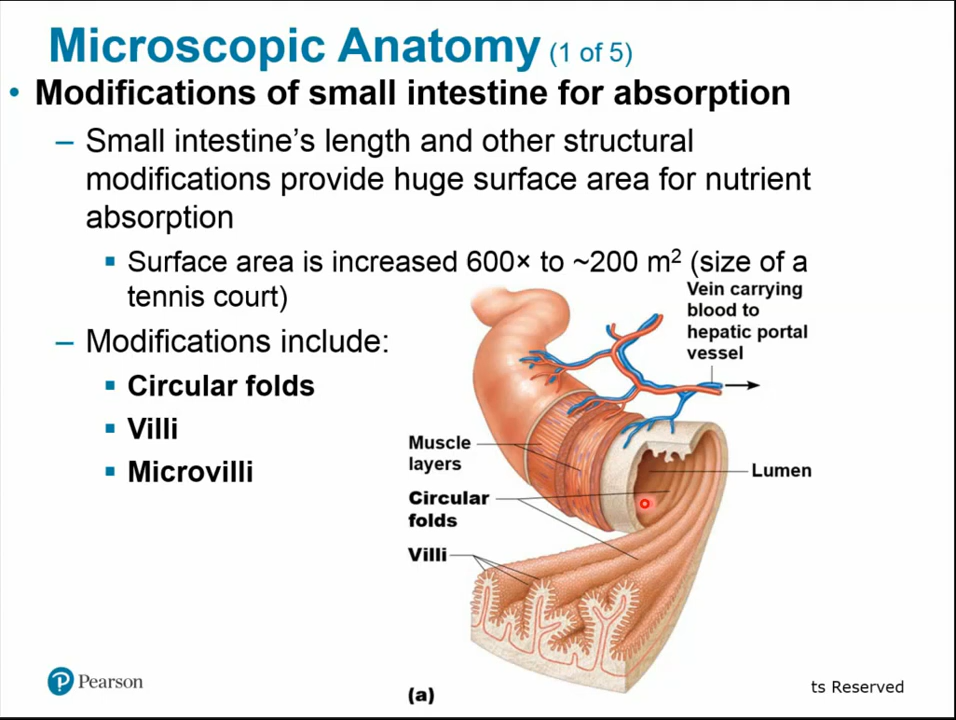 Microscopic Anatomy (1 of 5)
• Modifications of small intestine for absorption
– Small intestine’s length and other structural
modifications provide huge surface area for nutrient
absorption
▪ Surface area is increased 600× to ~200 m² (size of a
tennis court)
– Modifications include:
▪ Circular folds
▪ Villi
▪ Microvilli
Vein carrying
blood to
hepatic portal
vessel
Muscle
layers
Lumen
Circular
folds
Villi
(a)
P Pearson
ts Reserved